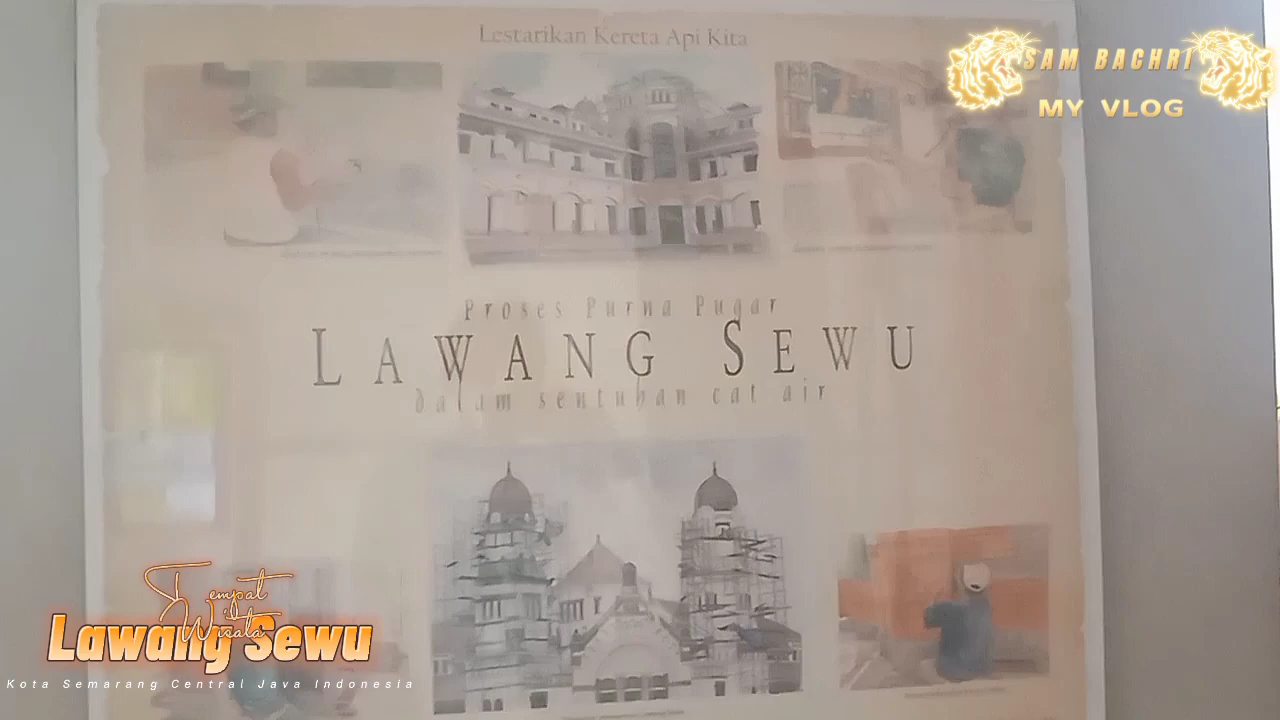 Lestarikan Kereta Api Kita
SAM BACHRI
MY VLOG
Proses Purna Pugar
LAWANG SEWU
dalam sentuhan cat air
Tempat
Wisata
Lawang Sewu
Kota Semarang Central Java Indonesia